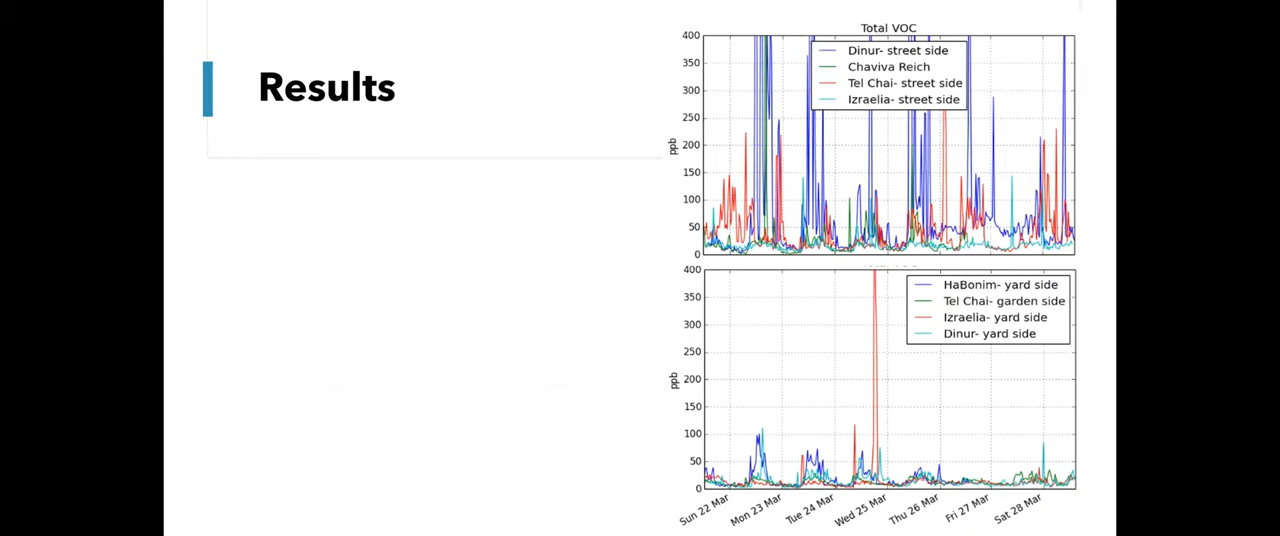 Results
Total VOC
400
350
300
250
200
150
100
50
0
ppb
Dinur- street side
Chaviva Reich
Tel Chai- street side
Izraelia- street side
400
350
300
250
200
150
100
50
0
ppb
HaBonim- yard side
Tel Chai- garden side
Izraelia- yard side
Dinur- yard side
Sun 22 Mar
Mon 23 Mar
Tue 24 Mar
Wed 25 Mar
Thu 26 Mar
Fri 27 Mar
Sat 28 Mar